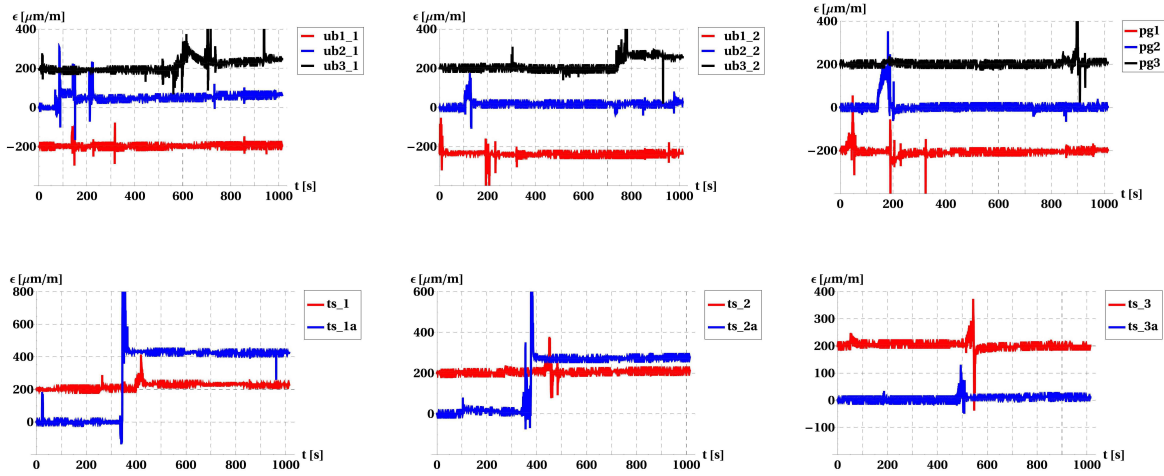 ϵ [μm/m]
400
200
0
−200
0 200 400 600 800 1000
t [s]
ub1_1
ub2_1
ub3_1
ϵ [μm/m]
400
200
0
−200
0 200 400 600 800 1000
t [s]
ub1_2
ub2_2
ub3_2
ϵ [μm/m]
400
200
0
−200
0 200 400 600 800 1000
t [s]
pg1
pg2
pg3
ϵ [μm/m]
800
600
400
200
0
0 200 400 600 800 1000
t [s]
ts_1
ts_1a
ϵ [μm/m]
600
400
200
0
0 200 400 600 800 1000
t [s]
ts_2
ts_2a
ϵ [μm/m]
400
300
200
100
0
−100
0 200 400 600 800 1000
t [s]
ts_3
ts_3a